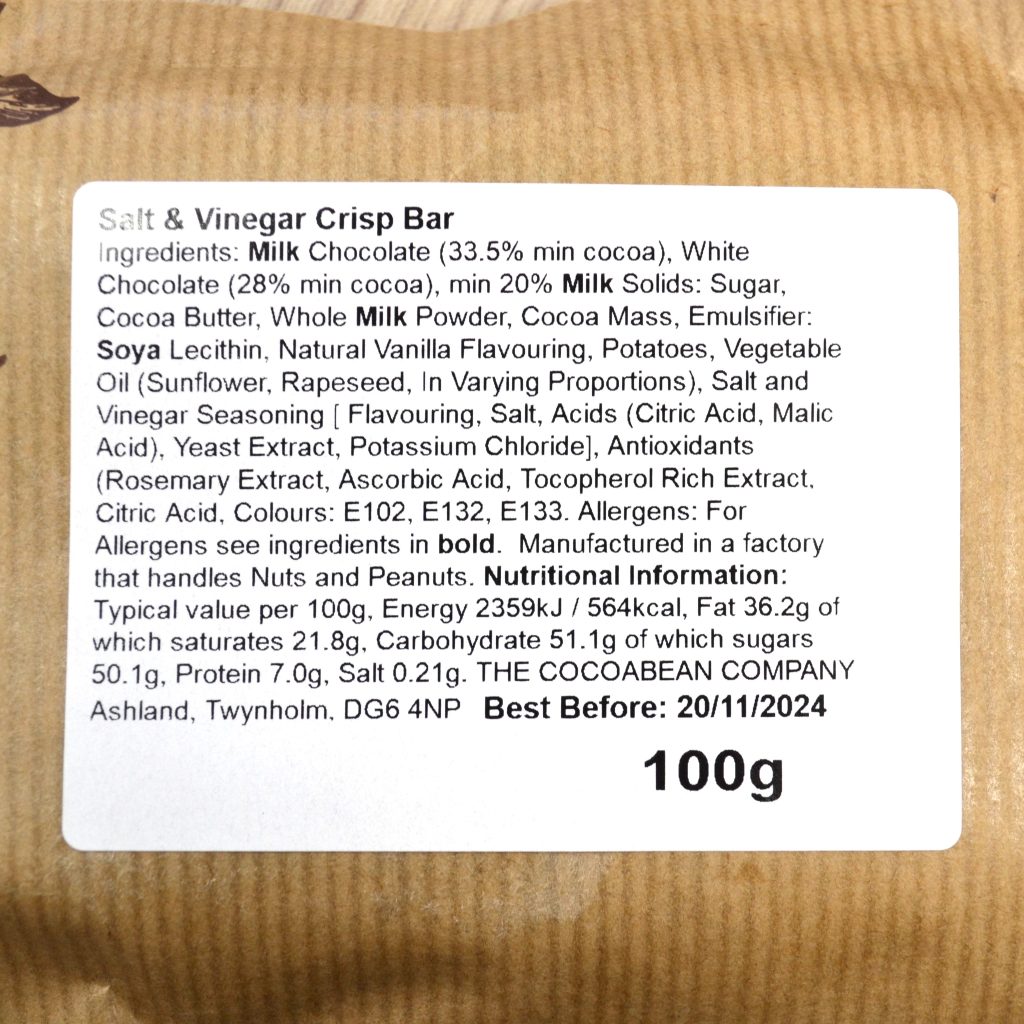 Salt & Vinegar Crisp Bar
Ingredients: Milk Chocolate (33.5% min cocoa), White
Chocolate (28% min cocoa), min 20% Milk Solids: Sugar,
Cocoa Butter, Whole Milk Powder, Cocoa Mass, Emulsifier:
Soya Lecithin, Natural Vanilla Flavouring, Potatoes, Vegetable
Oil (Sunflower, Rapeseed, In Varying Proportions), Salt and
Vinegar Seasoning [ Flavouring, Salt, Acids (Citric Acid, Malic
Acid), Yeast Extract, Potassium Chloride], Antioxidants
(Rosemary Extract, Ascorbic Acid, Tocopherol Rich Extract,
Citric Acid, Colours: E102, E132, E133. Allergens: For
Allergens see ingredients in bold.  Manufactured in a factory
that handles Nuts and Peanuts. Nutritional Information:
Typical value per 100g, Energy 2359kJ / 564kcal, Fat 36.2g of
which saturates 21.8g, Carbohydrate 51.1g of which sugars
50.1g, Protein 7.0g, Salt 0.21g. THE COCOABEAN COMPANY
Ashland, Twynholm, DG6 4NP  Best Before: 20/11/2024
100g